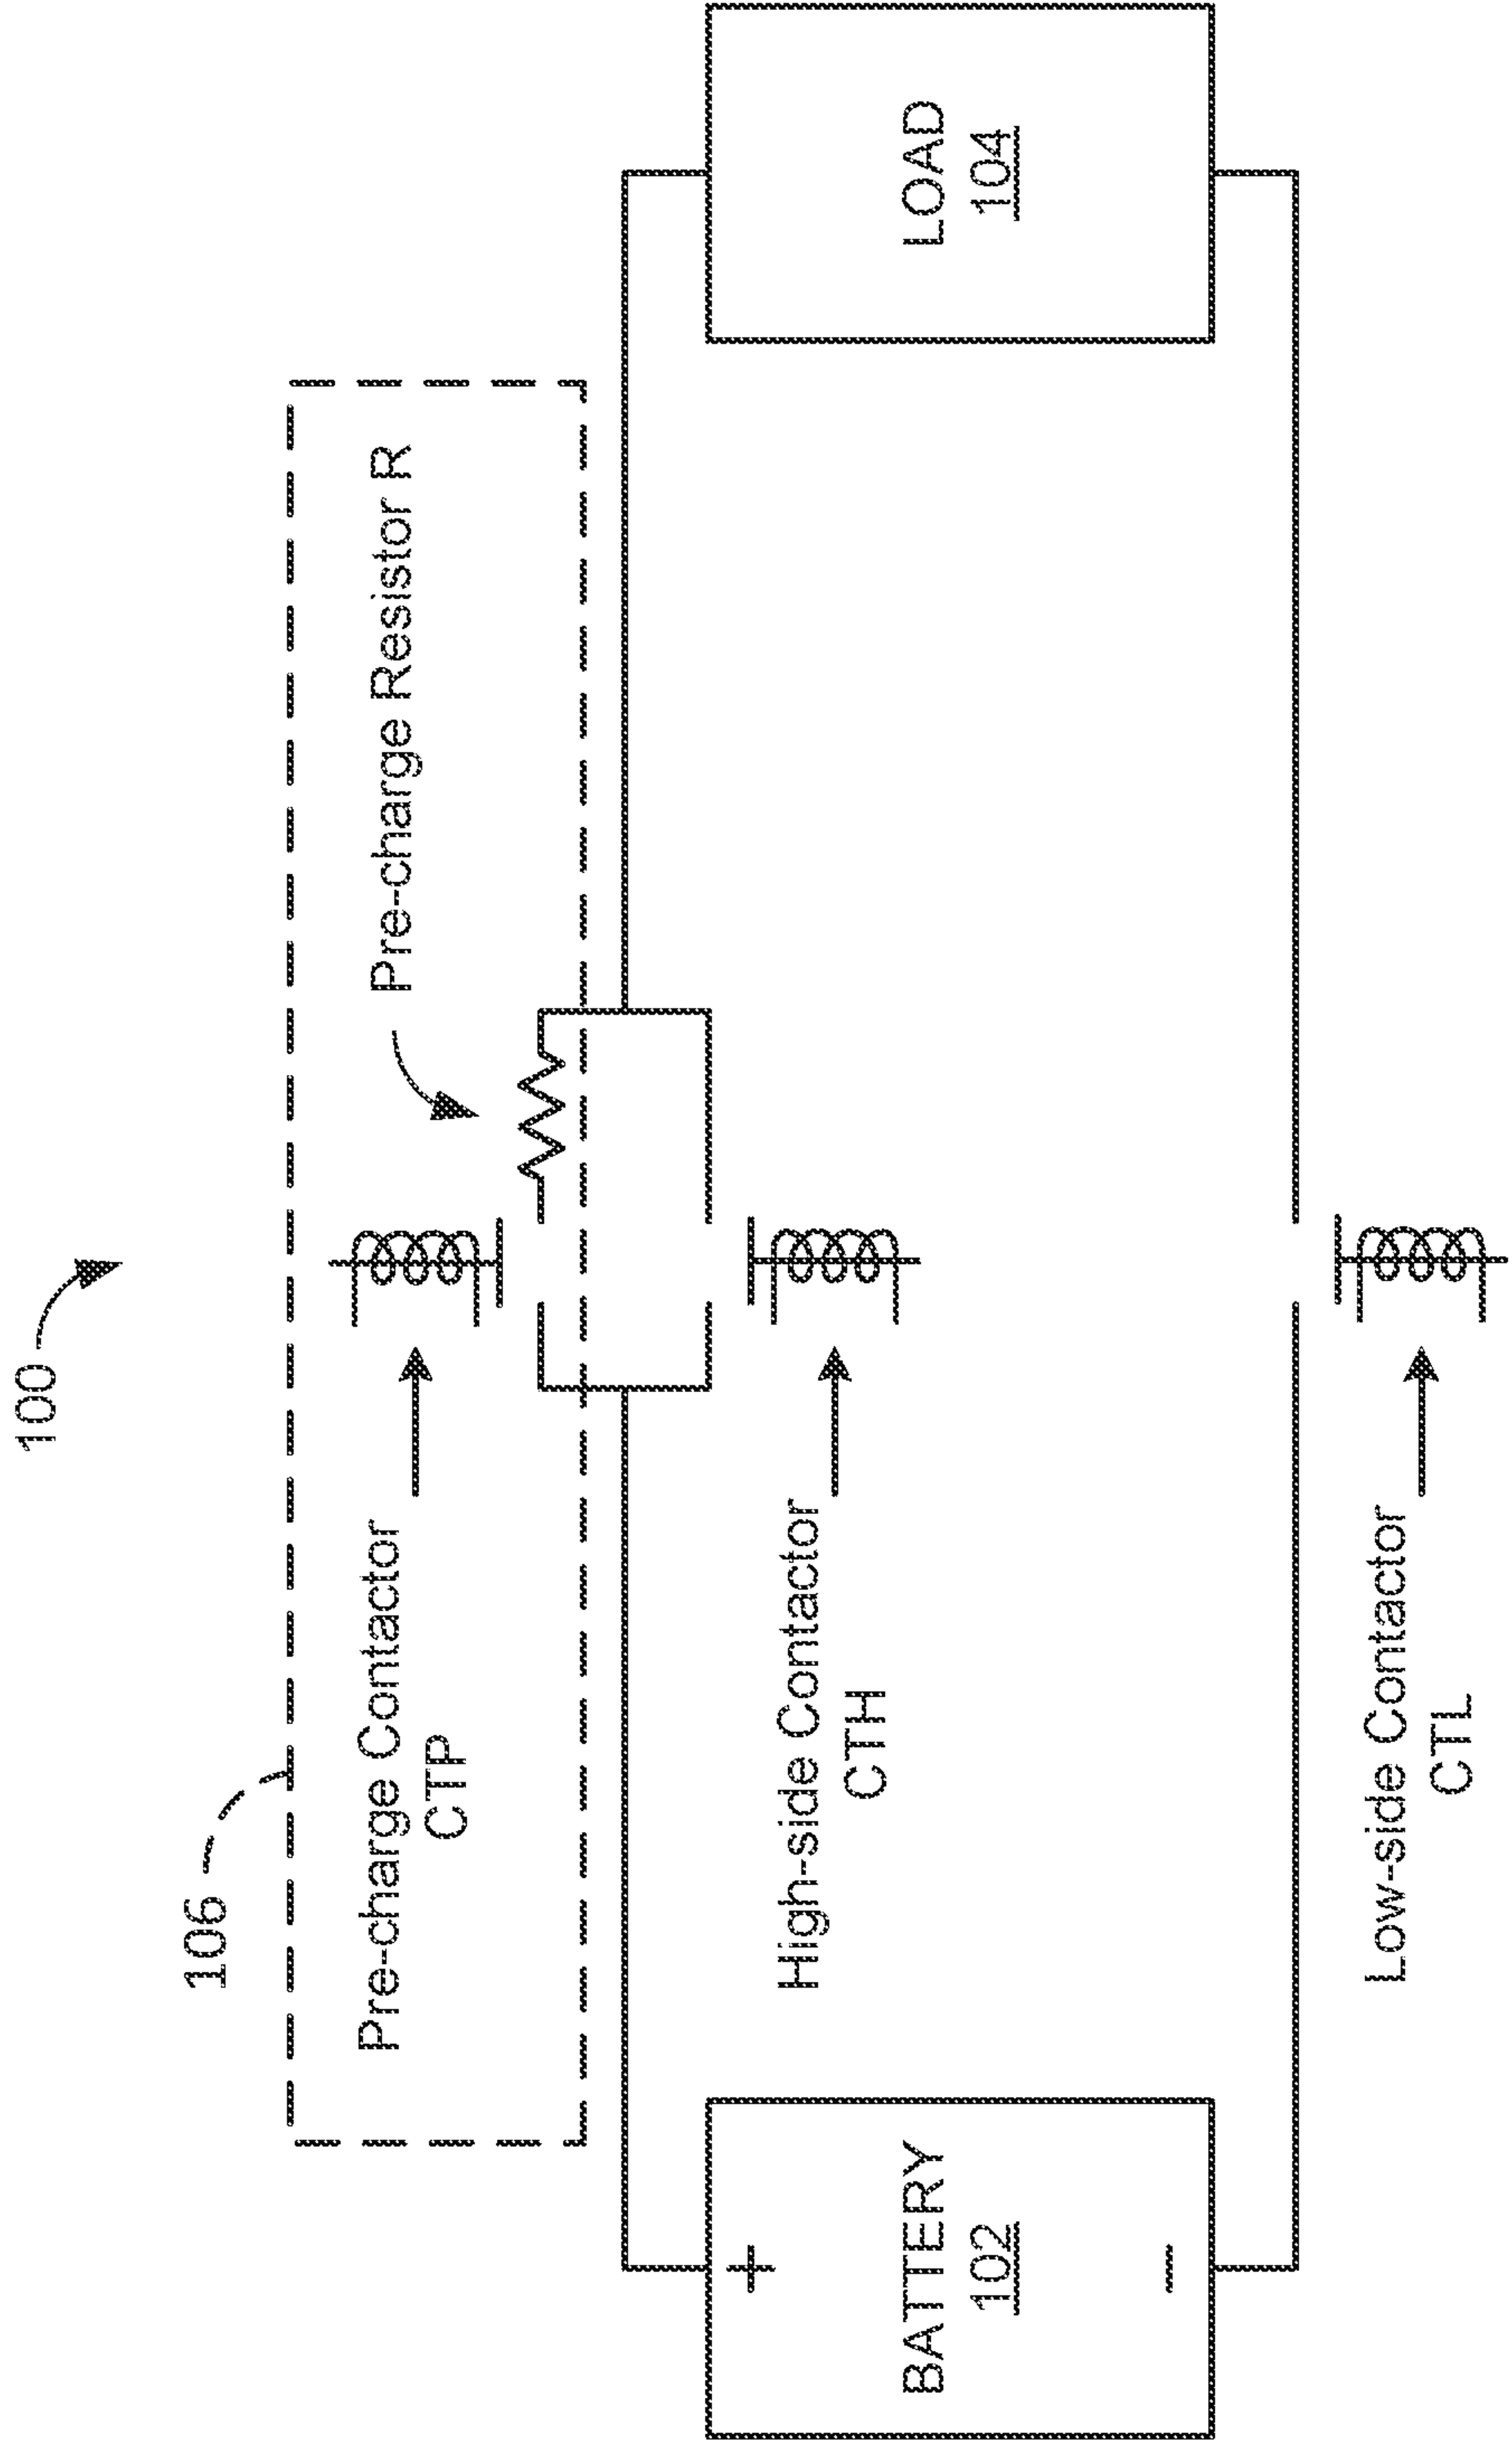 100
106
Pre-charge Contactor
CTP
Pre-charge Resistor R
High-side Contactor
CTH
BATTERY
102
+
−
LOAD
104
Low-side Contactor
CTL